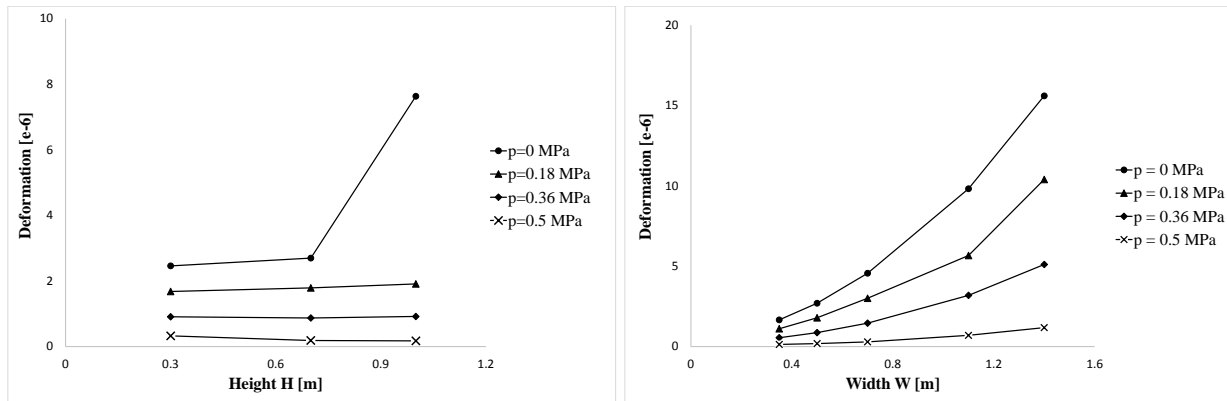 10
8
6
4
2
0
Deformation [e-6]
0
0.3
0.6
0.9
1.2
Height H [m]
p=0 MPa
p=0.18 MPa
p=0.36 MPa
p=0.5 MPa
20
15
10
5
0
Deformation [e-6]
0
0.4
0.8
1.2
1.6
Width W [m]
p = 0 MPa
p = 0.18 MPa
p = 0.36 MPa
p = 0.5 MPa